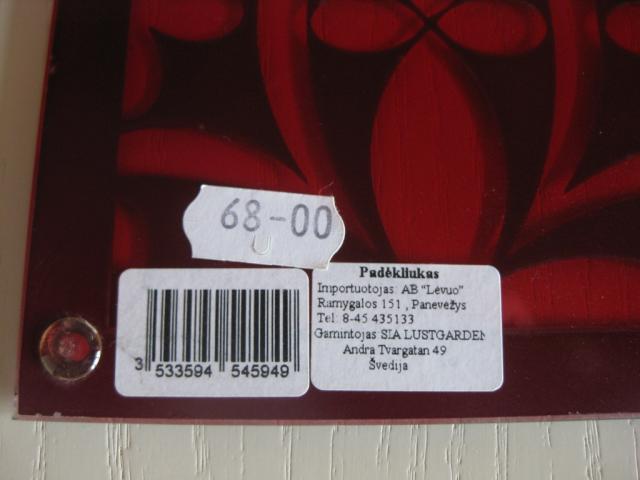 68-00
Padėkliukas
Importuotojas: AB "Lėvuo"
Ramygalos 151 , Panevėžys
Tel: 8-45 435133
Gamintojas SIA LUSTGARDEN
Andra Tvargatan 49
Švedija
3 533594 545949